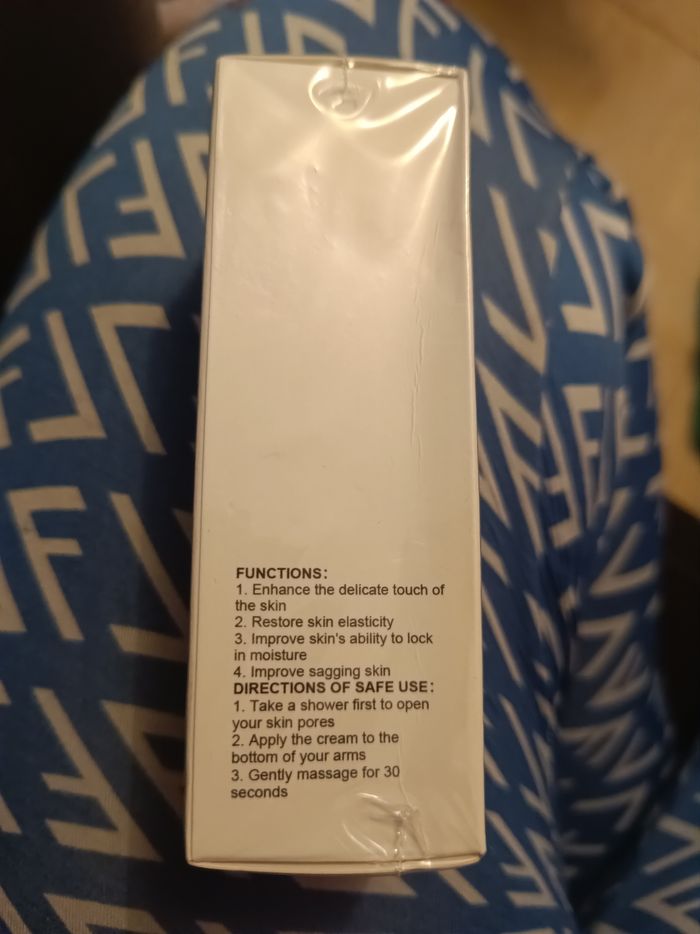 FUNCTIONS:
1. Enhance the delicate touch of
the skin
2. Restore skin elasticity
3. Improve skin's ability to lock
in moisture
4. Improve sagging skin
DIRECTIONS OF SAFE USE:
1. Take a shower first to open
your skin pores
2. Apply the cream to the
bottom of your arms
3. Gently massage for 30
seconds